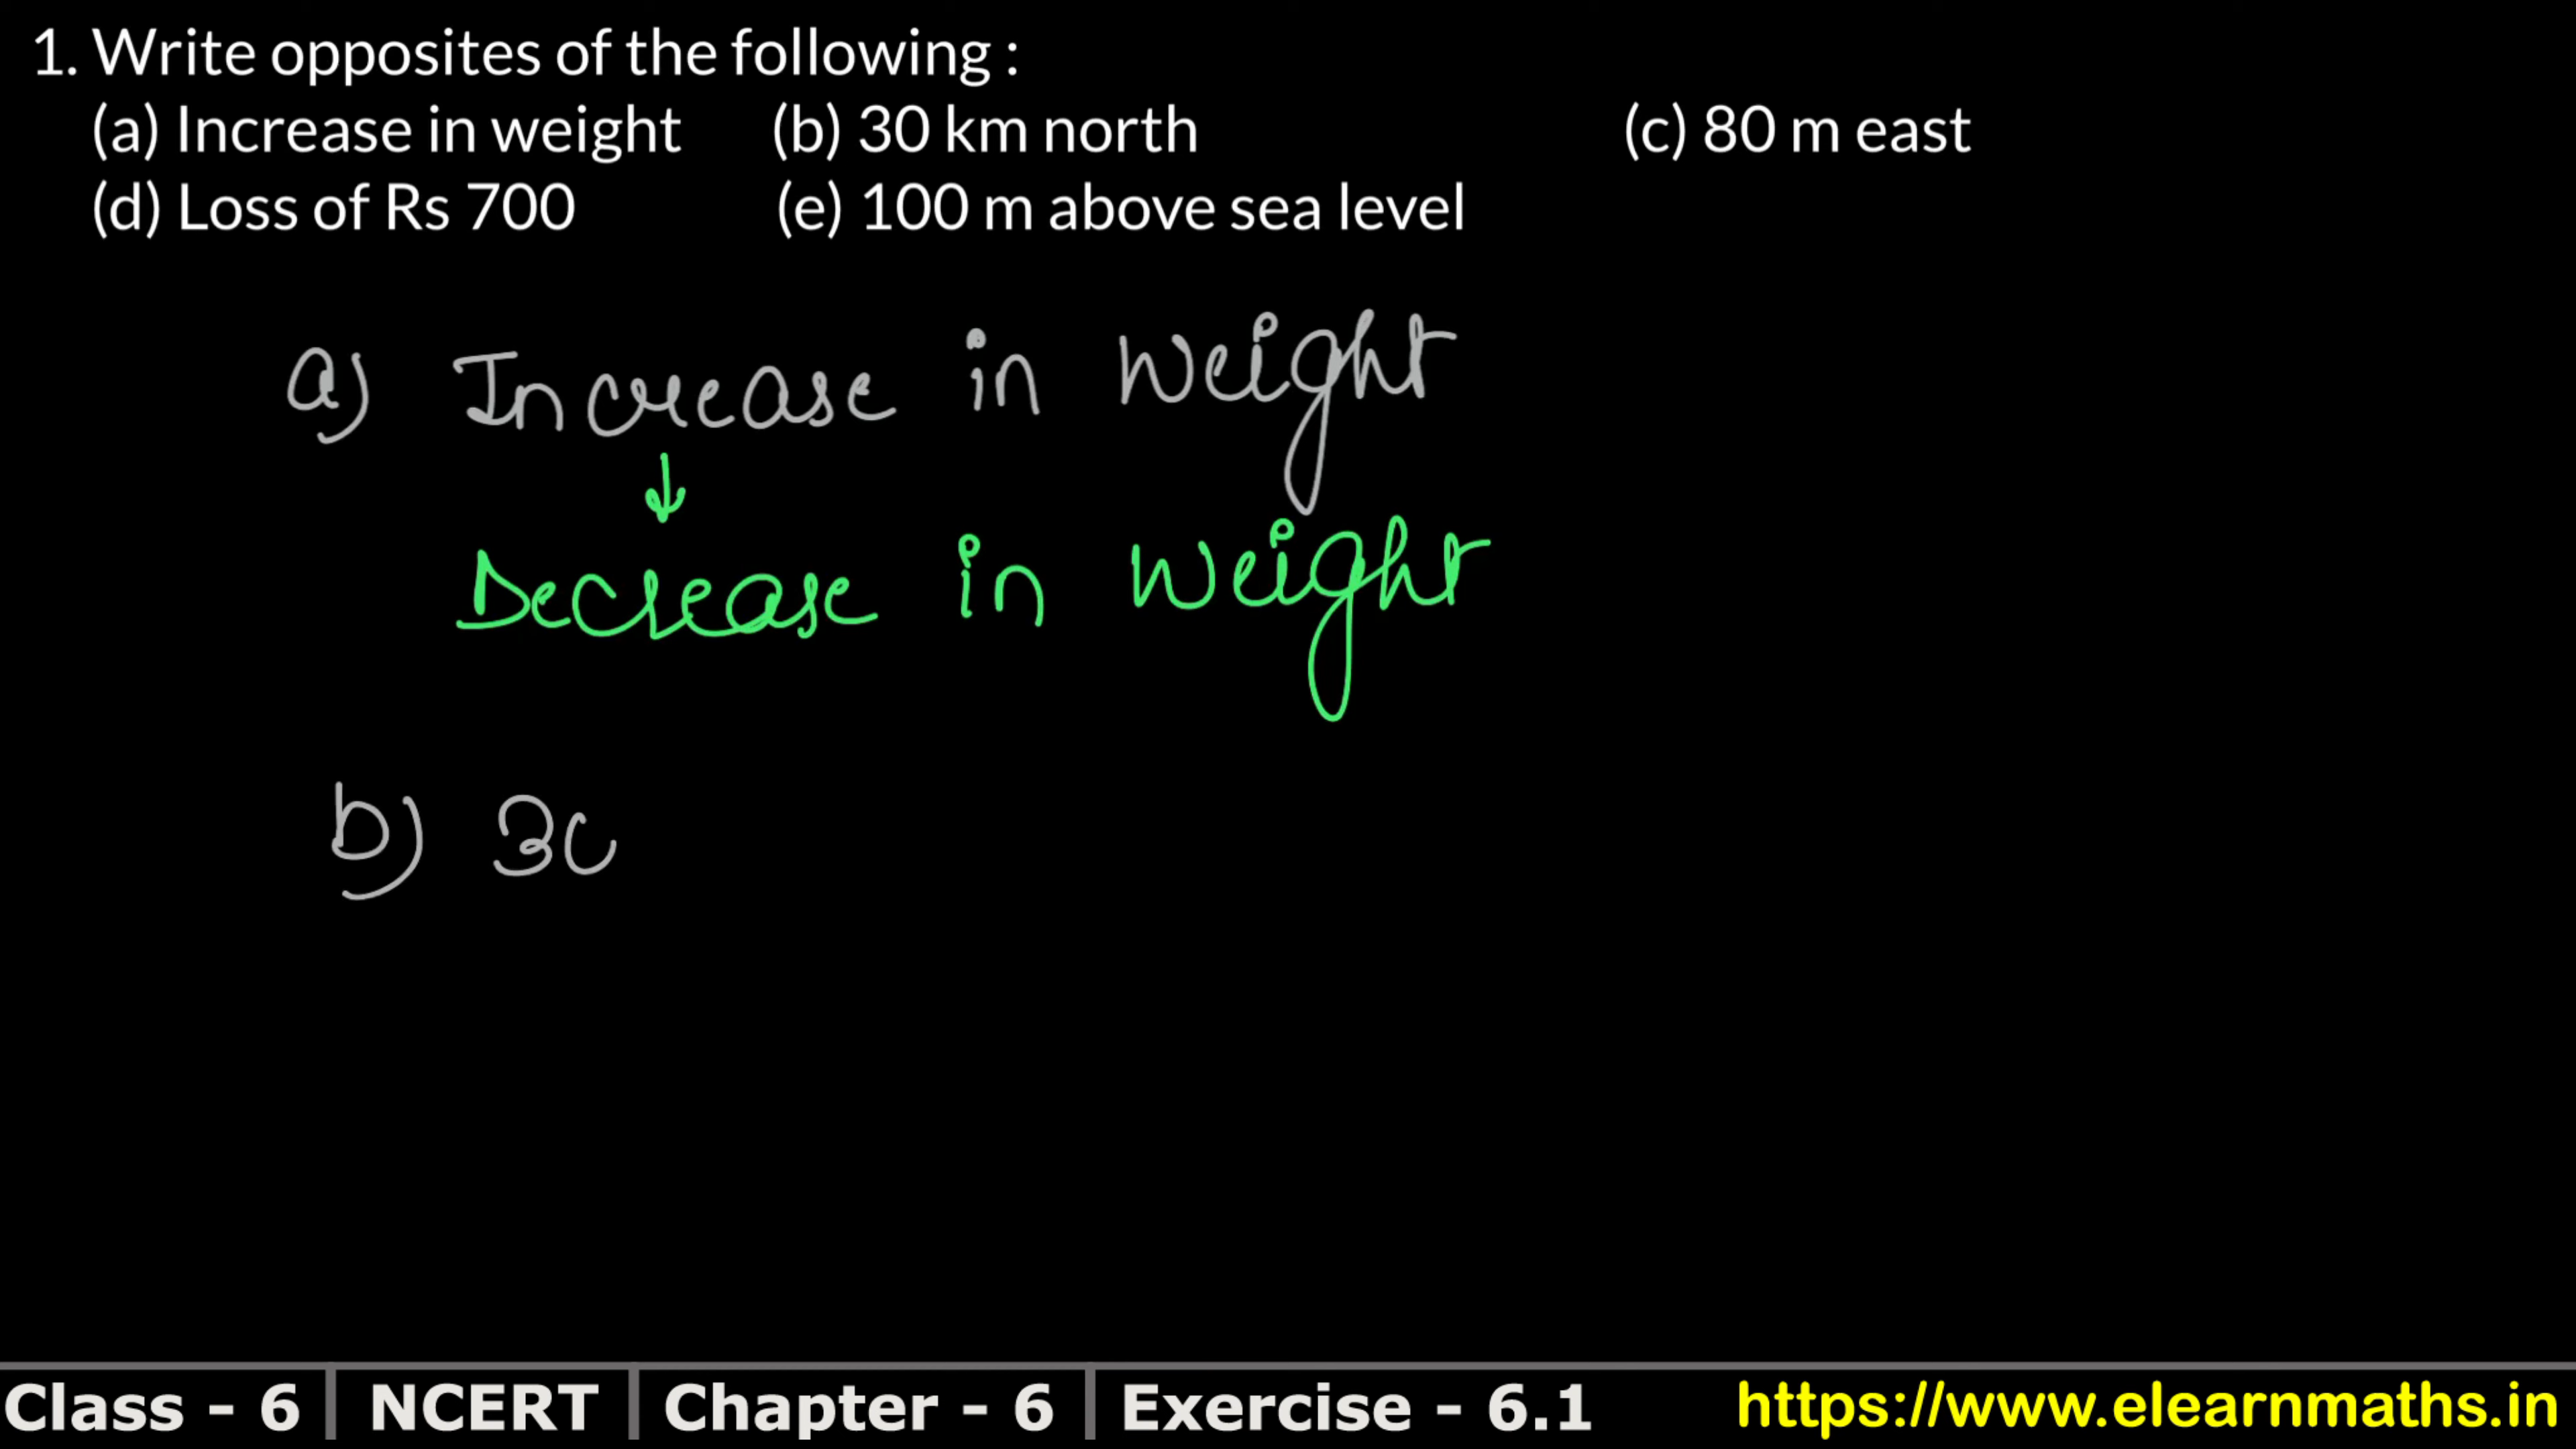 1. Write opposites of the following :
(a) Increase in weight (b) 30 km north (c) 80 m east
(d) Loss of Rs 700 (e) 100 m above sea level
a) Increase in weight
↓
Decrease in weight
b) 30
Class - 6 | NCERT | Chapter - 6 | Exercise - 6.1 https://www.elearnmaths.in